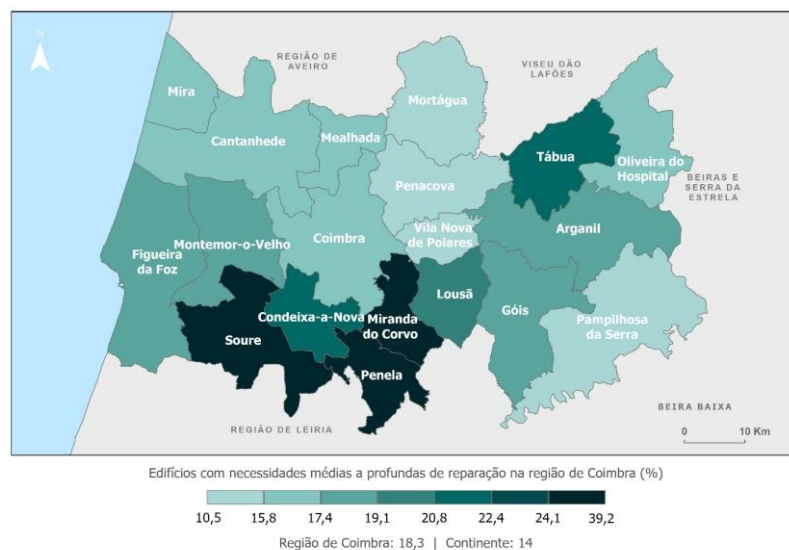 N
REGIÃO DE
AVEIRO
VISEU DÃO
LAFÕES
Mira
Mortágua
Cantanhede
Mealhada
Tábua
Oliveira do
Hospital
BEIRAS E
SERRA DA
ESTRELA
Penacova
Vila Nova
de Poiares
Arganil
Coimbra
Montemor-o-Velho
Figueira
da Foz
Lousã
Góis
Condeixa-a-Nova
Miranda
do Corvo
Soure
Pampilhosa
da Serra
Penela
BEIRA BAIXA
REGIÃO DE LEIRIA
0 10 Km
Edifícios com necessidades médias a profundas de reparação na região de Coimbra (%)
10,5 15,8 17,4 19,1 20,8 22,4 24,1 39,2
Região de Coimbra: 18,3 | Continente: 14